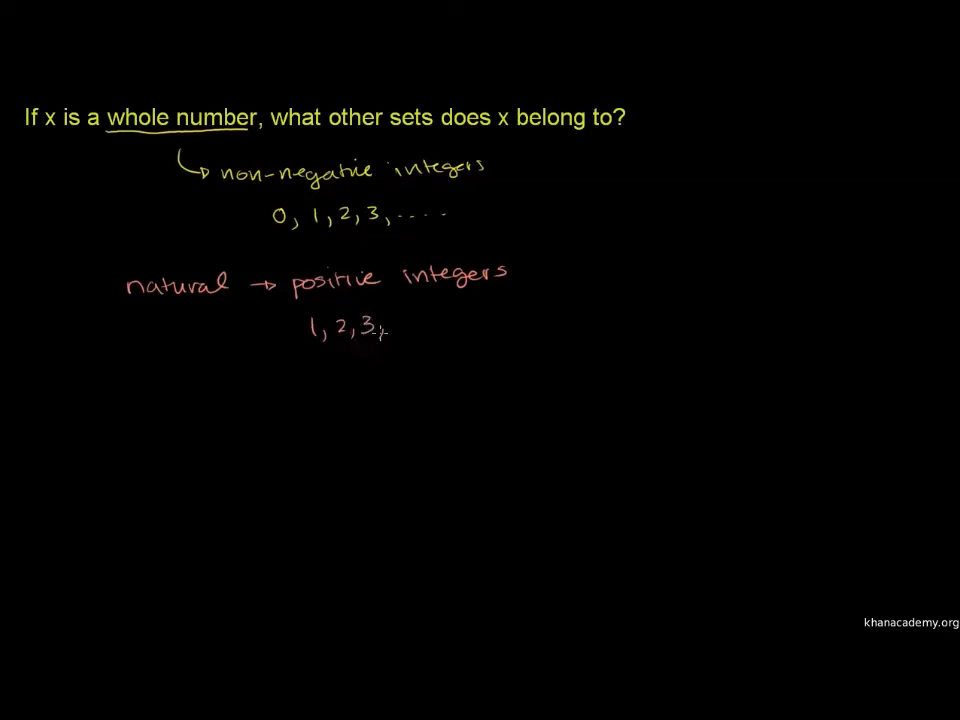 If x is a whole number, what other sets does x belong to?
non-negative integers
0, 1, 2, 3, .....
natural → positive integers
1, 2, 3,
khanacademy.org